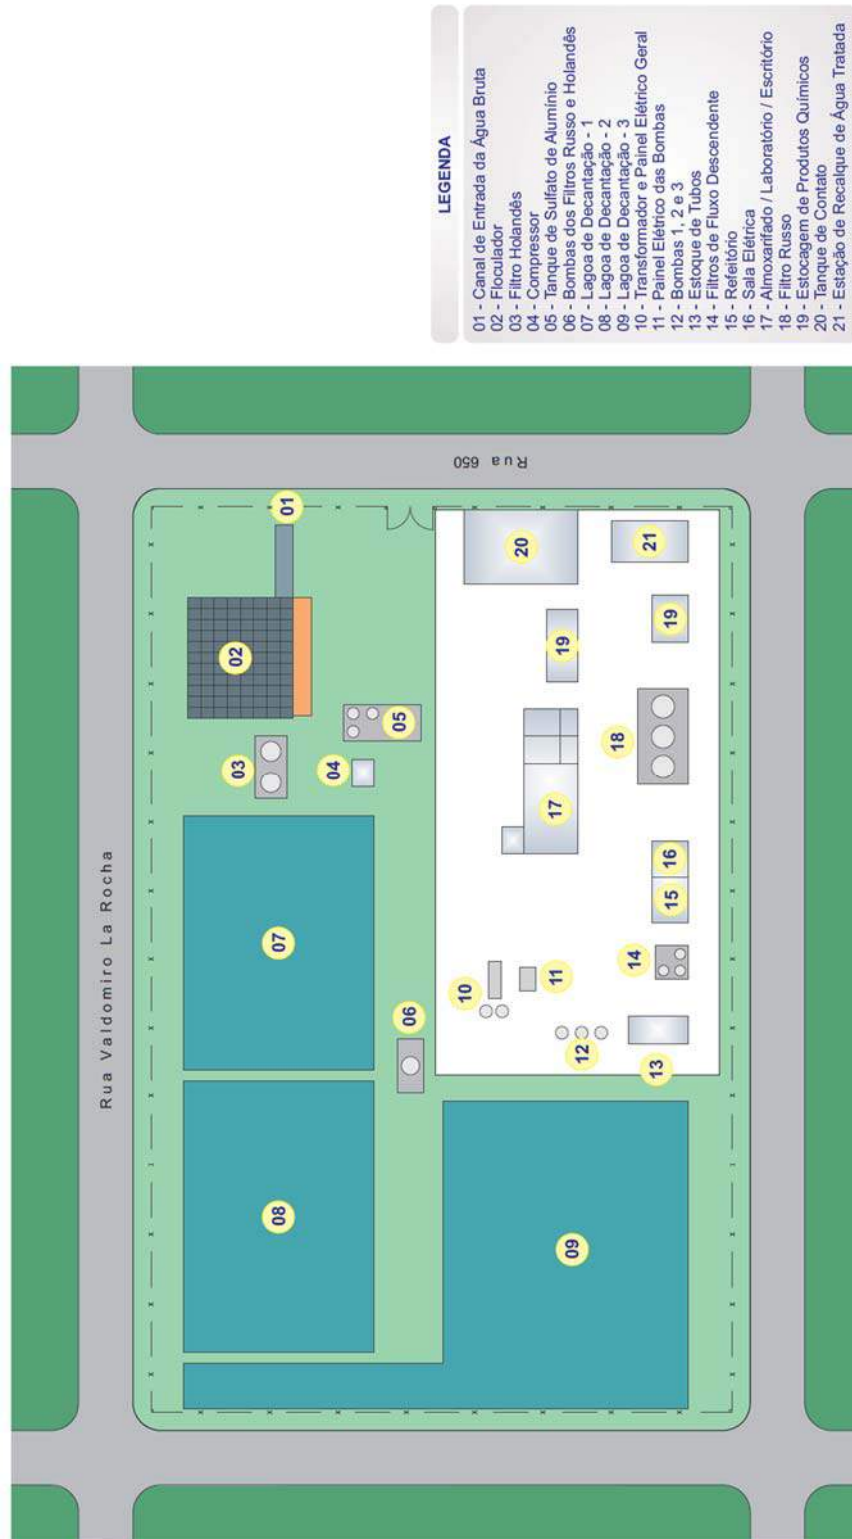 LEGENDA
01 - Canal de Entrada da Água Bruta
02 - Floculador
03 - Filtro Holandês
04 - Compressor
05 - Tanque de Sulfato de Alumínio
06 - Bombas dos Filtros Russo e Holandês
07 - Lagoa de Decantação - 1
08 - Lagoa de Decantação - 2
09 - Lagoa de Decantação - 3
10 - Transformador e Painel Elétrico Geral
11 - Painel Elétrico das Bombas
12 - Bombas 1, 2 e 3
13 - Estoque de Tubos
14 - Filtros de Fluxo Descendente
15 - Refeitório
16 - Sala Elétrica
17 - Almoxarifado / Laboratório / Escritório
18 - Filtro Russo
19 - Estocagem de Produtos Químicos
20 - Tanque de Contato
21 - Estação de Recalque de Água Tratada
Rua Valdomiro La Rocha
Rua 650
01
02
03
04
05
06
07
08
09
10
11
12
13
14
15
16
17
18
19
19
20
21